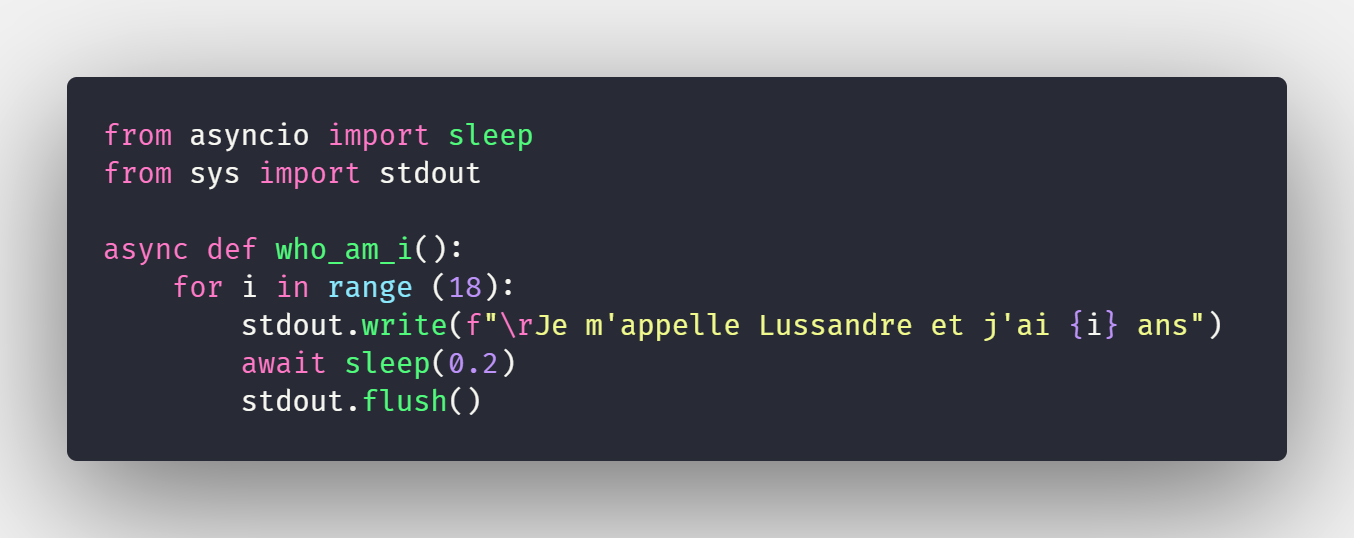 from asyncio import sleep
from sys import stdout

async def who_am_i():
    for i in range (18):
        stdout.write(f"\rJe m'appelle Lussandre et j'ai {i} ans")
        await sleep(0.2)
        stdout.flush()